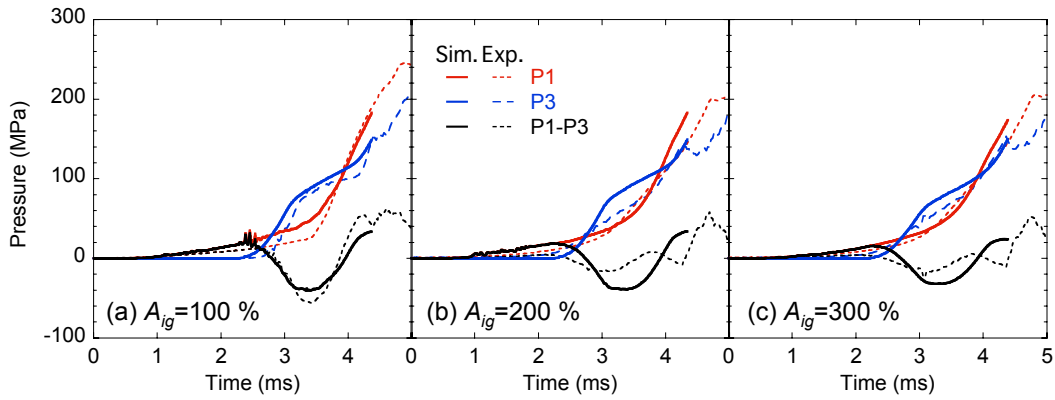 300
200
100
0
-100
Pressure (MPa)
Sim. Exp.
P1
P3
P1-P3
(a) A_ig=100 %
(b) A_ig=200 %
(c) A_ig=300 %
0 1 2 3 4 0 1 2 3 4 0 1 2 3 4 5
Time (ms) Time (ms) Time (ms)